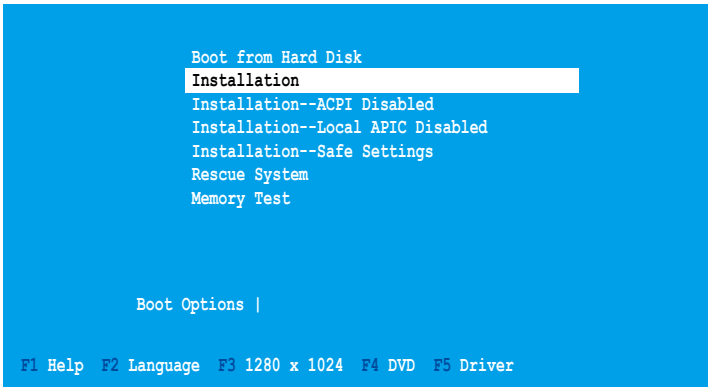 Boot from Hard Disk
Installation
Installation--ACPI Disabled
Installation--Local APIC Disabled
Installation--Safe Settings
Rescue System
Memory Test
Boot Options |
F1 Help F2 Language F3 1280 x 1024 F4 DVD F5 Driver